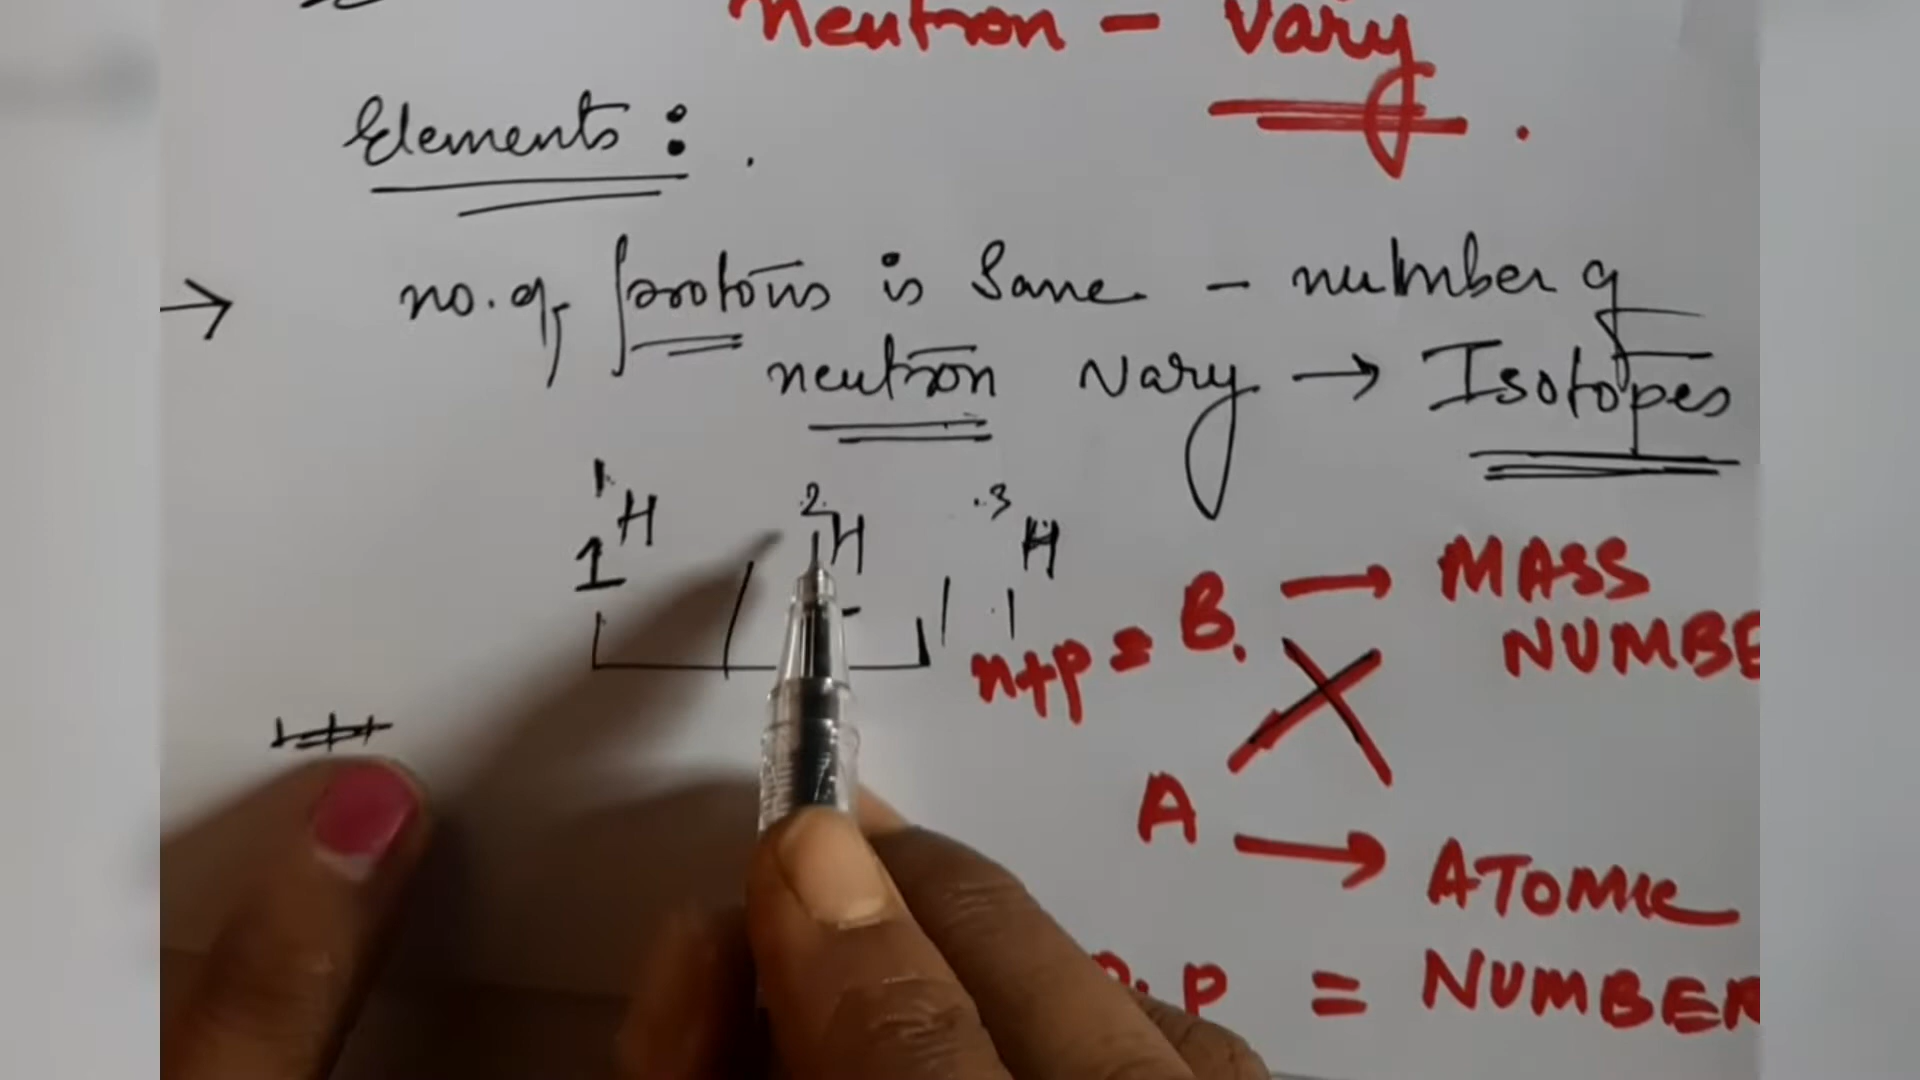 Neutron - Vary.
Elements:
→ no. of protons is Same - number of
neutron vary → Isotopes
1 H 2 H 3 H
1 1
n+p = B. → MASS
NUMBE
A → ATOMIC
P = NUMBER